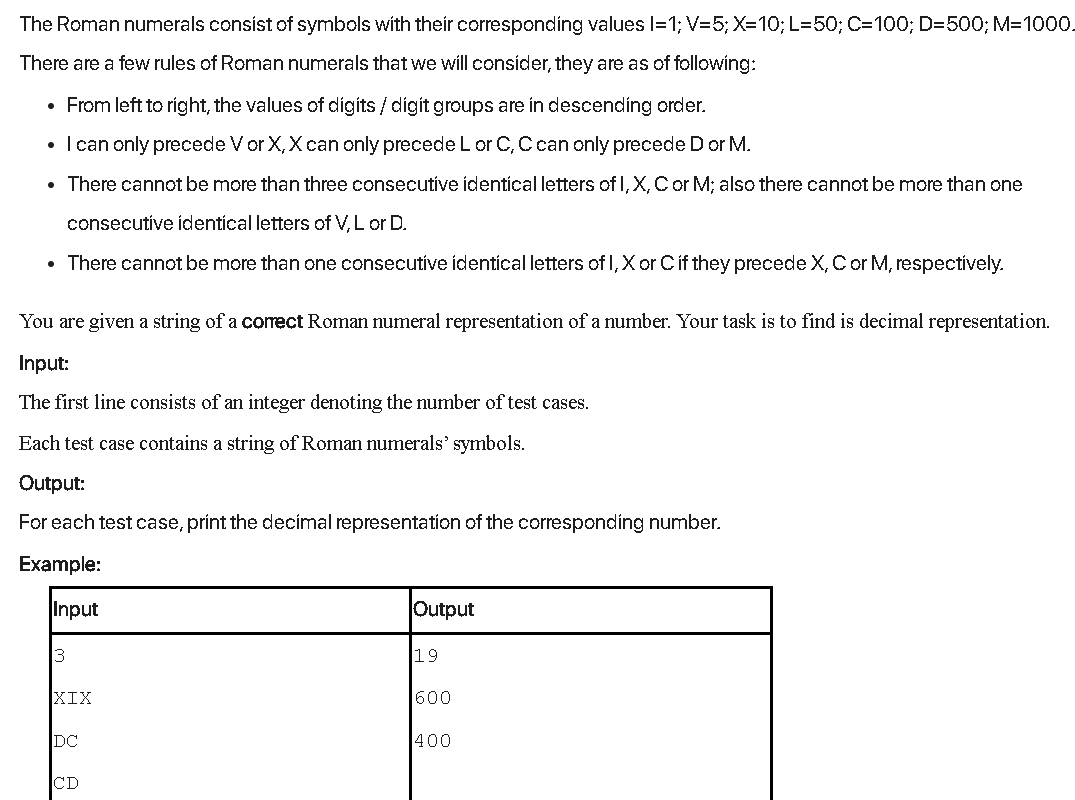 The Roman numerals consist of symbols with their corresponding values I=1; V=5; X=10; L=50; C=100; D=500; M=1000.
There are a few rules of Roman numerals that we will consider, they are as of following:
• From left to right, the values of digits / digit groups are in descending order.
• I can only precede V or X, X can only precede L or C, C can only precede D or M.
• There cannot be more than three consecutive identical letters of I, X, C or M; also there cannot be more than one
consecutive identical letters of V, L or D.
• There cannot be more than one consecutive identical letters of I, X or C if they precede X, C or M, respectively.
You are given a string of a correct Roman numeral representation of a number. Your task is to find is decimal representation.
Input:
The first line consists of an integer denoting the number of test cases.
Each test case contains a string of Roman numerals’ symbols.
Output:
For each test case, print the decimal representation of the corresponding number.
Example:
Input Output
3 19
XIX 600
DC 400
CD